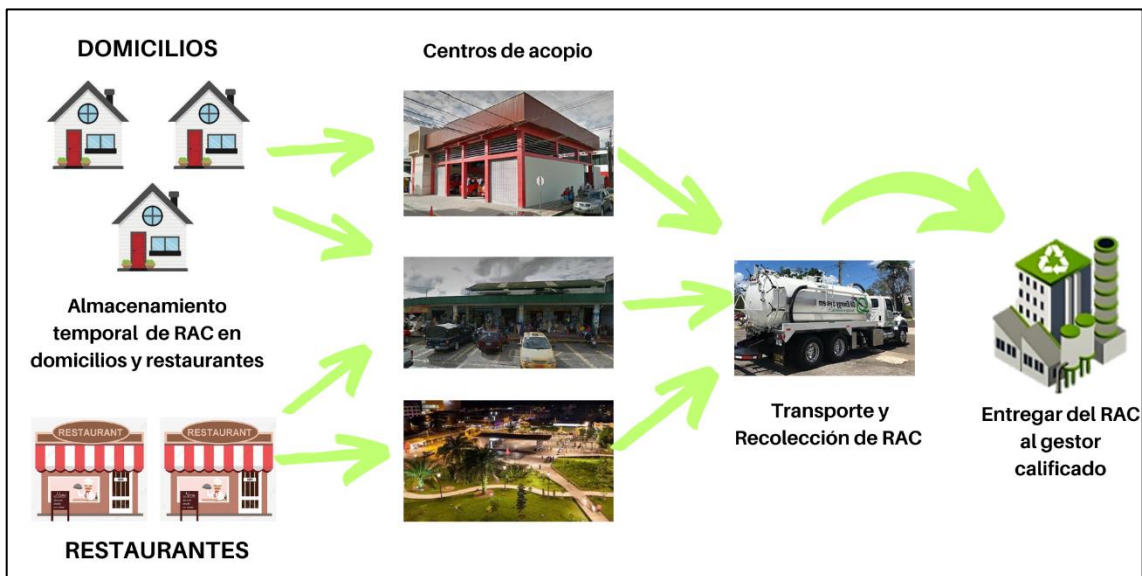 DOMICILIOS
Almacenamiento
temporal de RAC en
domicilios y restaurantes
RESTAURANT
RESTAURANT
RESTAURANTES
Centros de acopio
Transporte y
Recolección de RAC
Entregar del RAC
al gestor
calificado